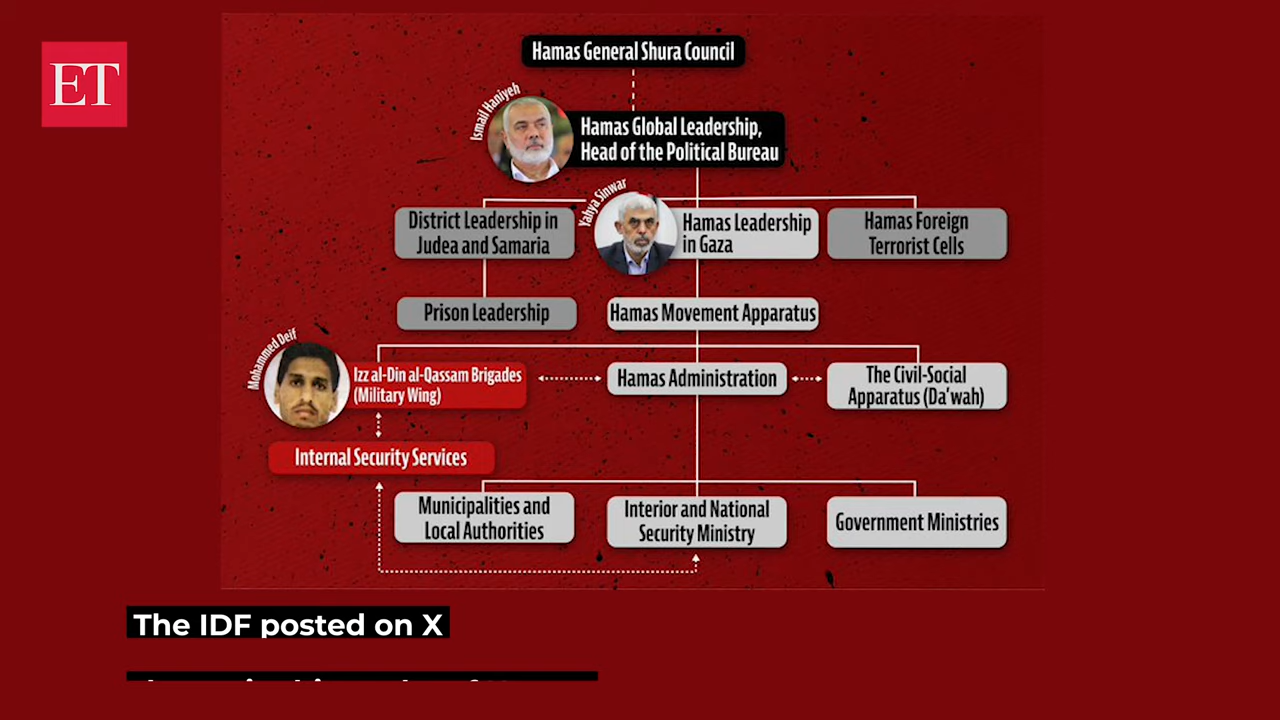 ET
Hamas General Shura Council
Ismail Haniyeh
Hamas Global Leadership,
Head of the Political Bureau
District Leadership in
Judea and Samaria
Yahya Sinwar
Hamas Leadership
in Gaza
Hamas Foreign
Terrorist Cells
Prison Leadership
Hamas Movement Apparatus
Mohammed Deif
Izz al-Din al-Qassam Brigades
(Military Wing)
Hamas Administration
The Civil-Social
Apparatus (Da'wah)
Internal Security Services
Municipalities and
Local Authorities
Interior and National
Security Ministry
Government Ministries
The IDF posted on X